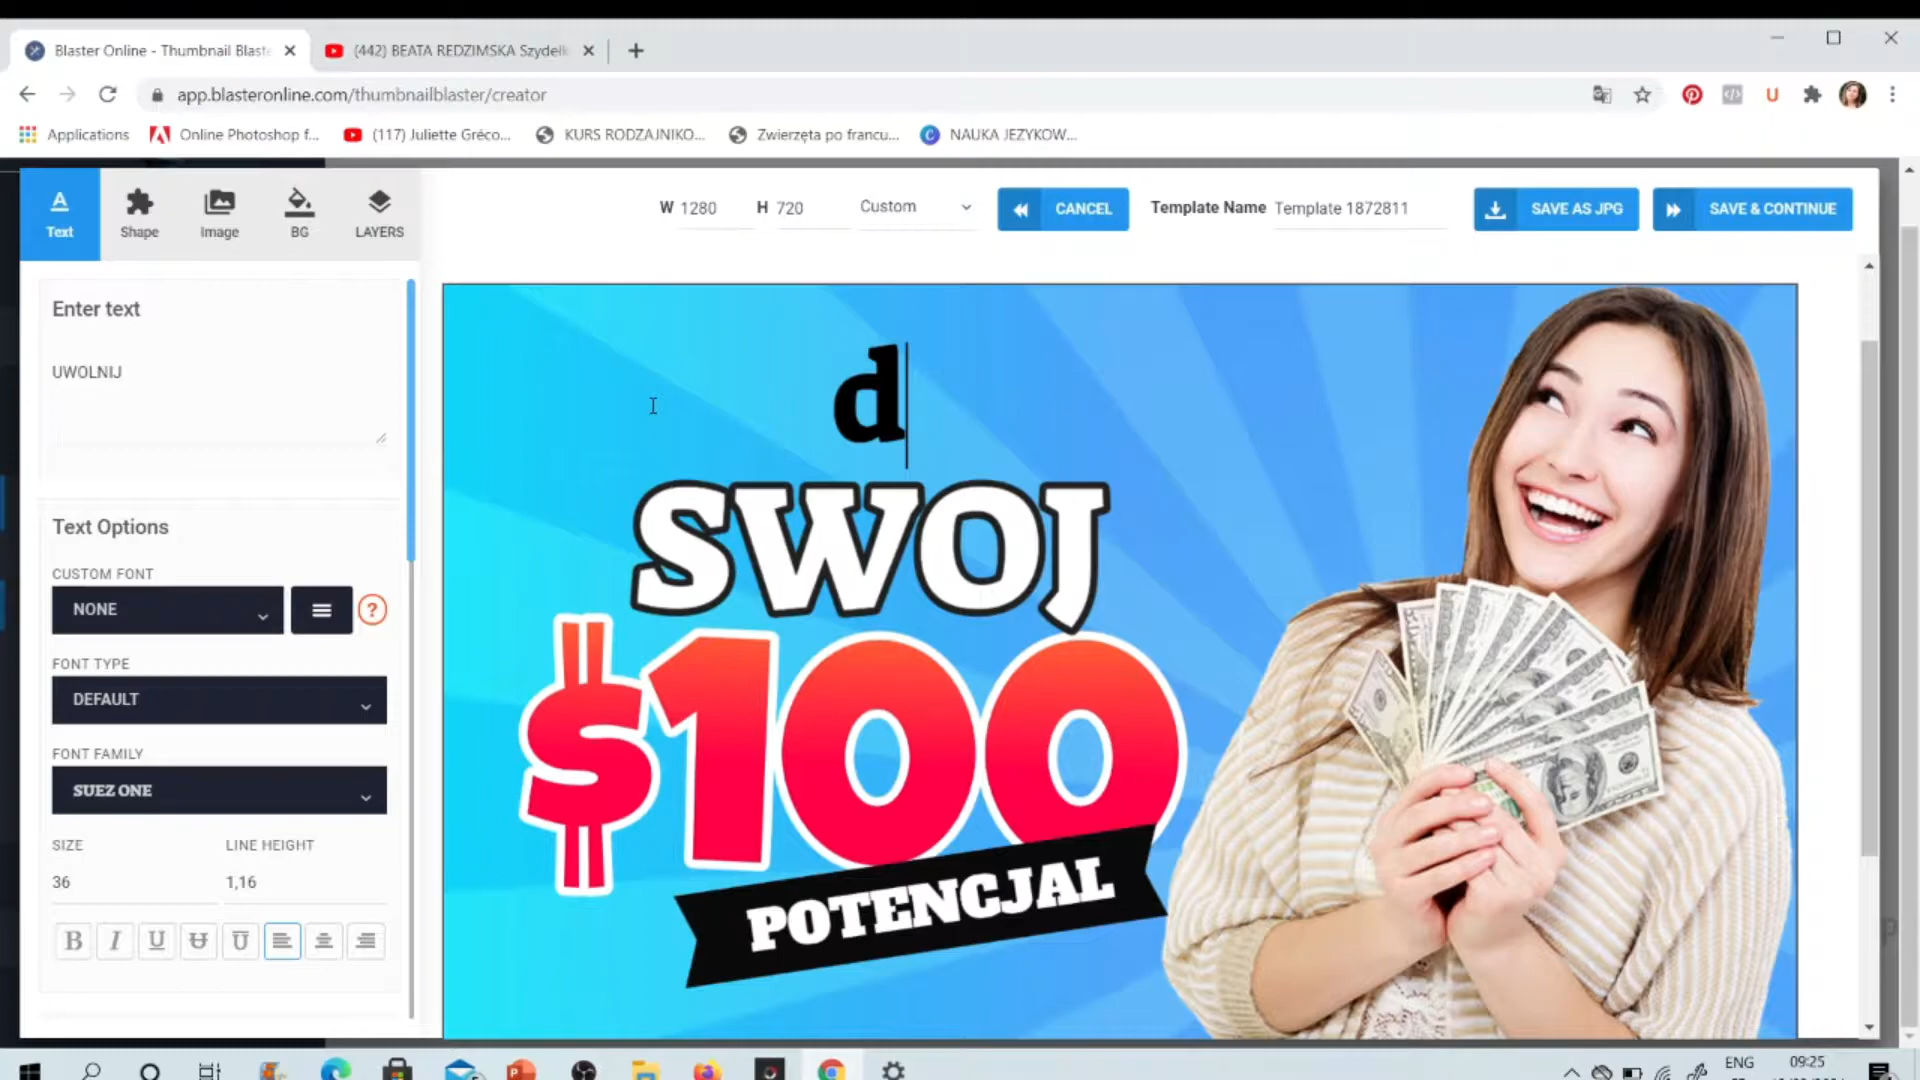 Blaster Online - Thumbnail Blaste
(442) BEATA REDZIMSKA Szydełk
app.blasteronline.com/thumbnailblaster/creator
Applications
Online Photoshop f...
(117) Juliette Gréco...
KURS RODZAJNIKO...
Zwierzęta po francu...
NAUKA JEZYKOW...
Text
Shape
Image
BG
LAYERS
W 1280
H 720
Custom
CANCEL
Template Name Template 1872811
SAVE AS JPG
SAVE & CONTINUE
Enter text
UWOLNIJ
Text Options
CUSTOM FONT
NONE
?
FONT TYPE
DEFAULT
FONT FAMILY
SUEZ ONE
SIZE
LINE HEIGHT
36
1,16
B I U U U
d
SWOJ
$100
POTENCJAL
ENG
09:25